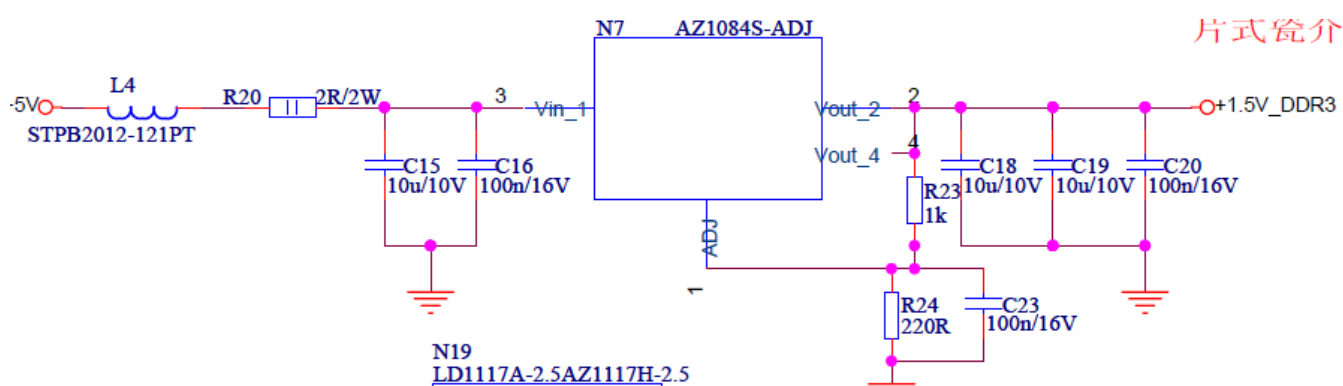 片式瓷介
N7 AZ1084S-ADJ
L4
-5V R20 2R/2W 3 Vin_1 Vout_2 2 +1.5V_DDR3
STPB2012-121PT
Vout_4 4
C15 C16 C18 C19 C20
10u/10V 100n/16V 10u/10V 10u/10V 100n/16V
R23
1k
ADJ
1
R24 C23
220R 100n/16V
N19
LD1117A-2.5AZ1117H-2.5